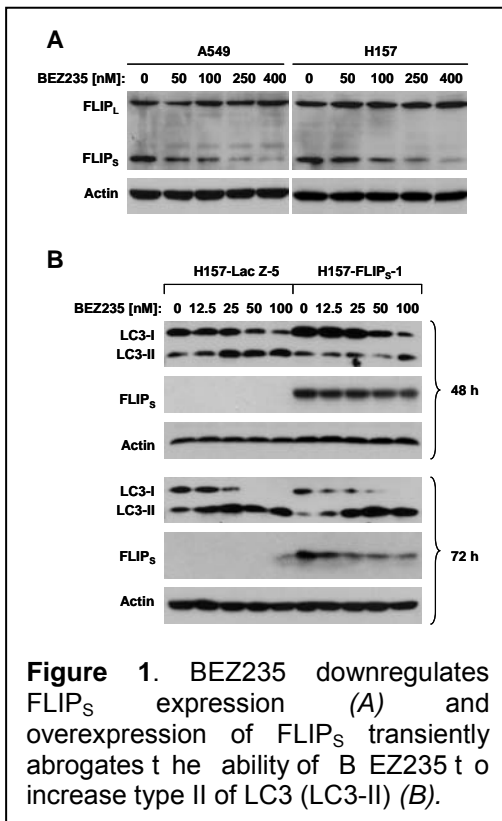 A
A549 H157
BEZ235 [nM]: 0 50 100 250 400 0 50 100 250 400
FLIPL
FLIPS
Actin
B
H157-Lac Z-5 H157-FLIPS-1
BEZ235 [nM]: 0 12.5 25 50 100 0 12.5 25 50 100
LC3-I
LC3-II
FLIPS
48 h
Actin
LC3-I
LC3-II
FLIPS
72 h
Actin
Figure 1. BEZ235 downregulates
FLIPS expression (A) and
overexpression of FLIPS transiently
abrogates t he ability of B EZ235 t o
increase type II of LC3 (LC3-II) (B).